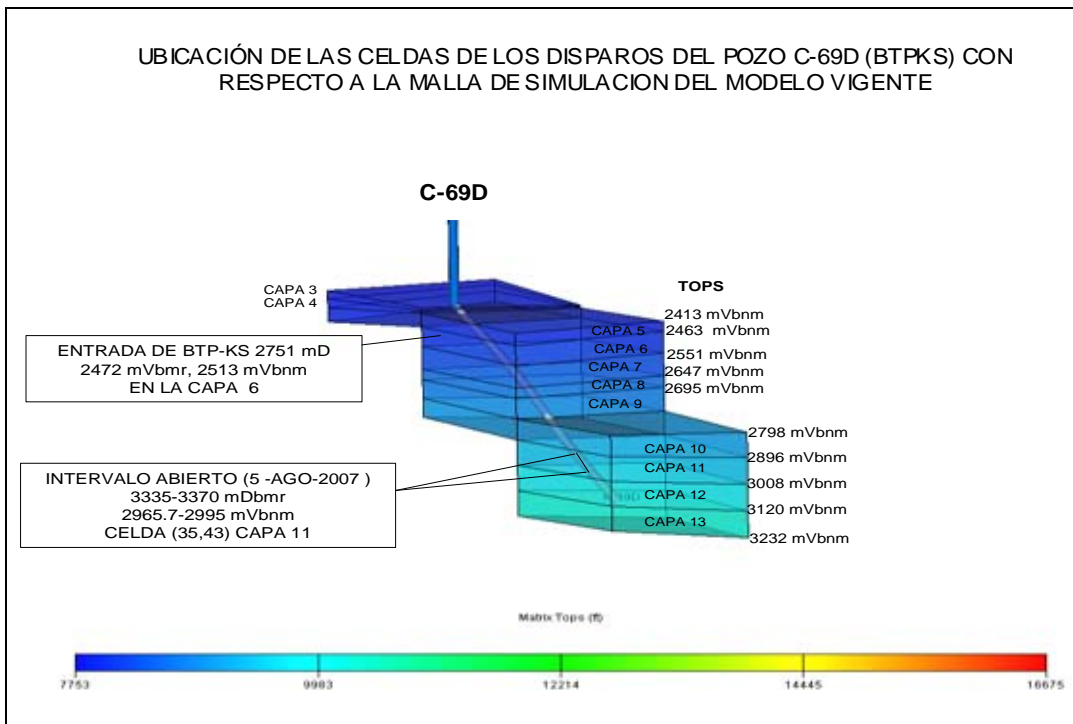 UBICACIÓN DE LAS CELDAS DE LOS DISPAROS DEL POZO C-69D (BTPKS) CON
RESPECTO A LA MALLA DE SIMULACION DEL MODELO VIGENTE
C-69D
CAPA 3
CAPA 4
TOPS
2413 mVbnm
CAPA 5
2463 mVbnm
CAPA 6
2551 mVbnm
CAPA 7
2647 mVbnm
CAPA 8
2695 mVbnm
CAPA 9
ENTRADA DE BTP-KS 2751 mD
2472 mVbmr, 2513 mVbnm
EN LA CAPA 6
2798 mVbnm
CAPA 10
2896 mVbnm
CAPA 11
3008 mVbnm
CAPA 12
3120 mVbnm
CAPA 13
3232 mVbnm
INTERVALO ABIERTO (5 -AGO-2007 )
3335-3370 mDbmr
2965.7-2995 mVbnm
CELDA (35,43) CAPA 11
Matrix Tops (ft)
7753
9983
12214
14445
16675